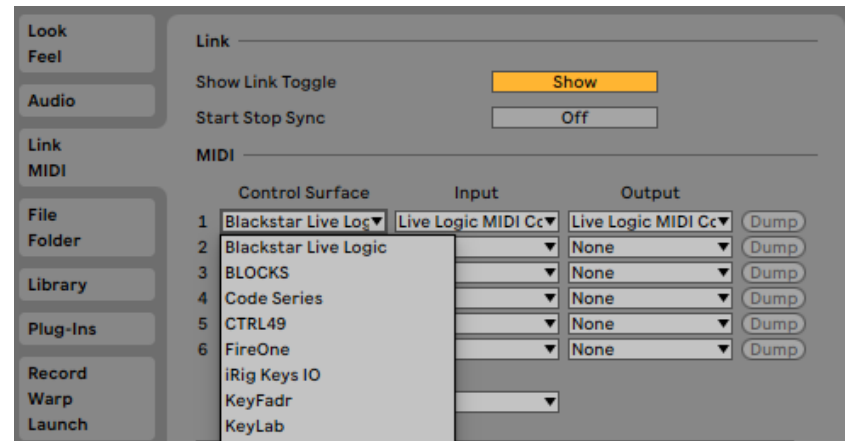 Look
Feel
Audio
Link
MIDI
File
Folder
Library
Plug-Ins
Record
Warp
Launch
Link
Show Link Toggle Show
Start Stop Sync Off
MIDI
Control Surface Input Output
1 Blackstar Live Log Live Logic MIDI Cc Live Logic MIDI Cc Dump
2 None Dump
3 None Dump
4 None Dump
5 None Dump
6 None Dump
Blackstar Live Logic
BLOCKS
Code Series
CTRL49
FireOne
iRig Keys IO
KeyFadr
KeyLab